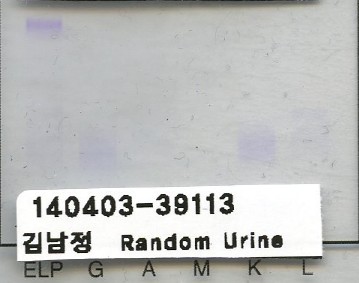 140403-39113
김남정 Random Urine
ELP G A M K L